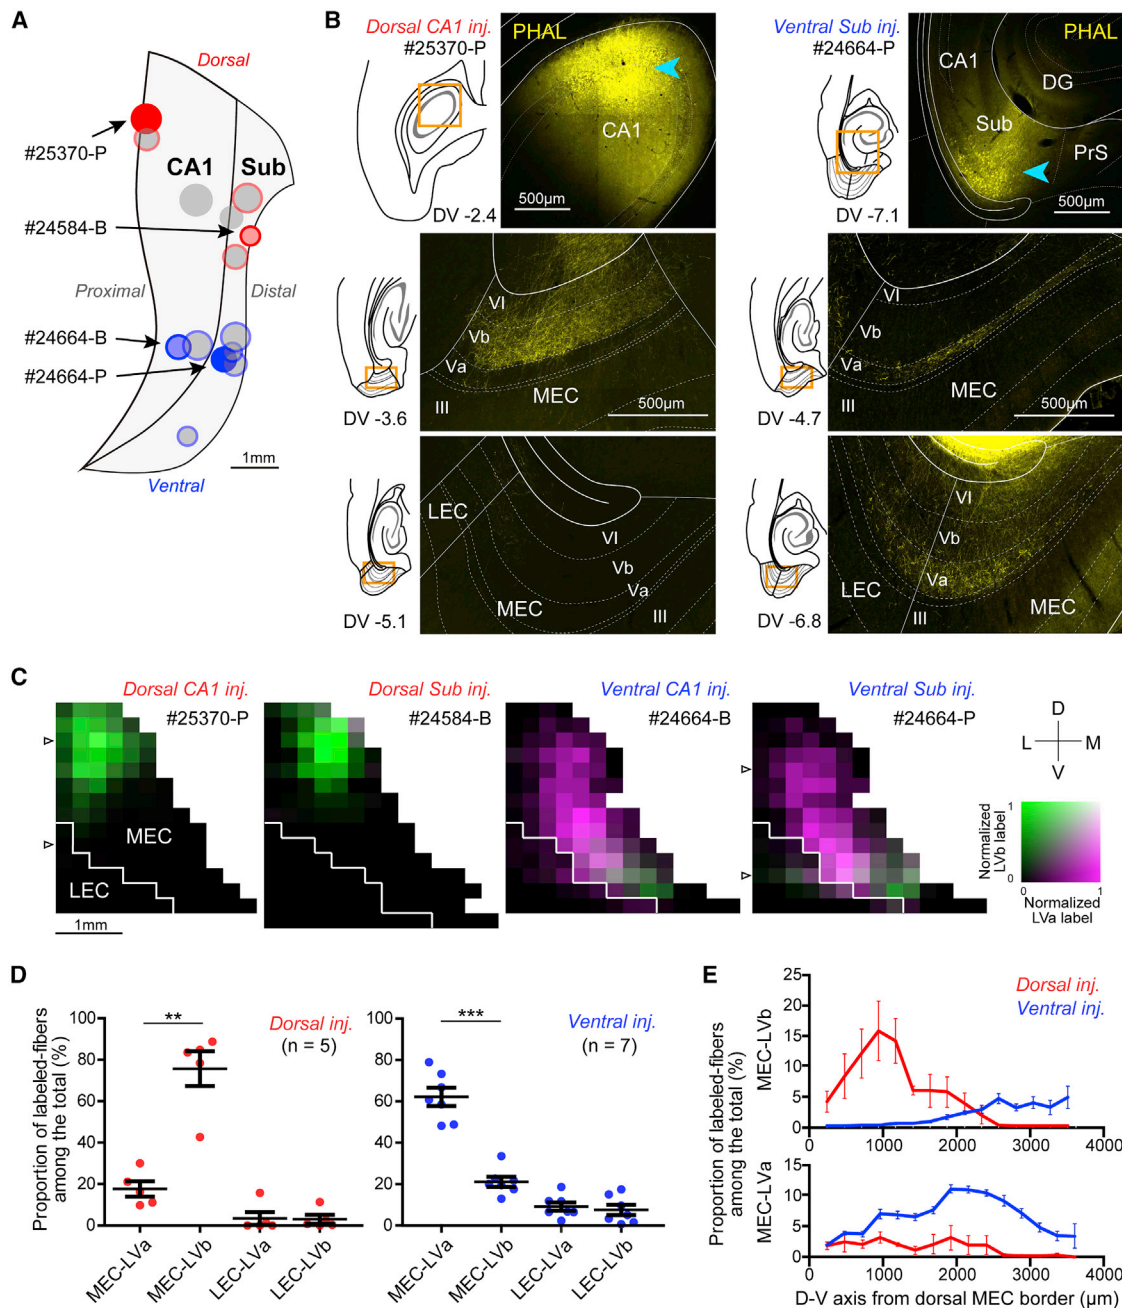 A
Dorsal
#25370-P
CA1
Sub
#24584-B
Proximal
Distal
#24664-B
#24664-P
1mm
Ventral
B
Dorsal CA1 inj.
#25370-P
PHAL
CA1
500µm
DV -2.4
Ventral Sub inj.
#24664-P
PHAL
CA1
DG
Sub
PrS
500µm
DV -7.1
VI
Vb
Va
III
MEC
500µm
DV -3.6
VI
Vb
Va
III
MEC
500µm
DV -4.7
LEC
VI
Vb
Va
MEC
III
DV -5.1
VI
Vb
Va
LEC
III
MEC
DV -6.8
C
Dorsal CA1 inj.
#25370-P
MEC
LEC
1mm
Dorsal Sub inj.
#24584-B
Ventral CA1 inj.
#24664-B
Ventral Sub inj.
#24664-P
D
L
M
V
Normalized
LVb label
1
0
0
1
Normalized
LVa label
D
Proportion of labeled-fibers
among the total (%)
100
80
60
40
20
0
**
Dorsal inj.
(n = 5)
MEC-LVa
MEC-LVb
LEC-LVa
LEC-LVb
100
80
60
40
20
0
***
Ventral inj.
(n = 7)
MEC-LVa
MEC-LVb
LEC-LVa
LEC-LVb
E
Proportion of labeled-fibers
among the total (%)
MEC-LVb
25
20
15
10
5
0
Dorsal inj.
Ventral inj.
0
1000
2000
3000
4000
MEC-LVa
15
10
5
0
0
1000
2000
3000
4000
D-V axis from dorsal MEC border (µm)